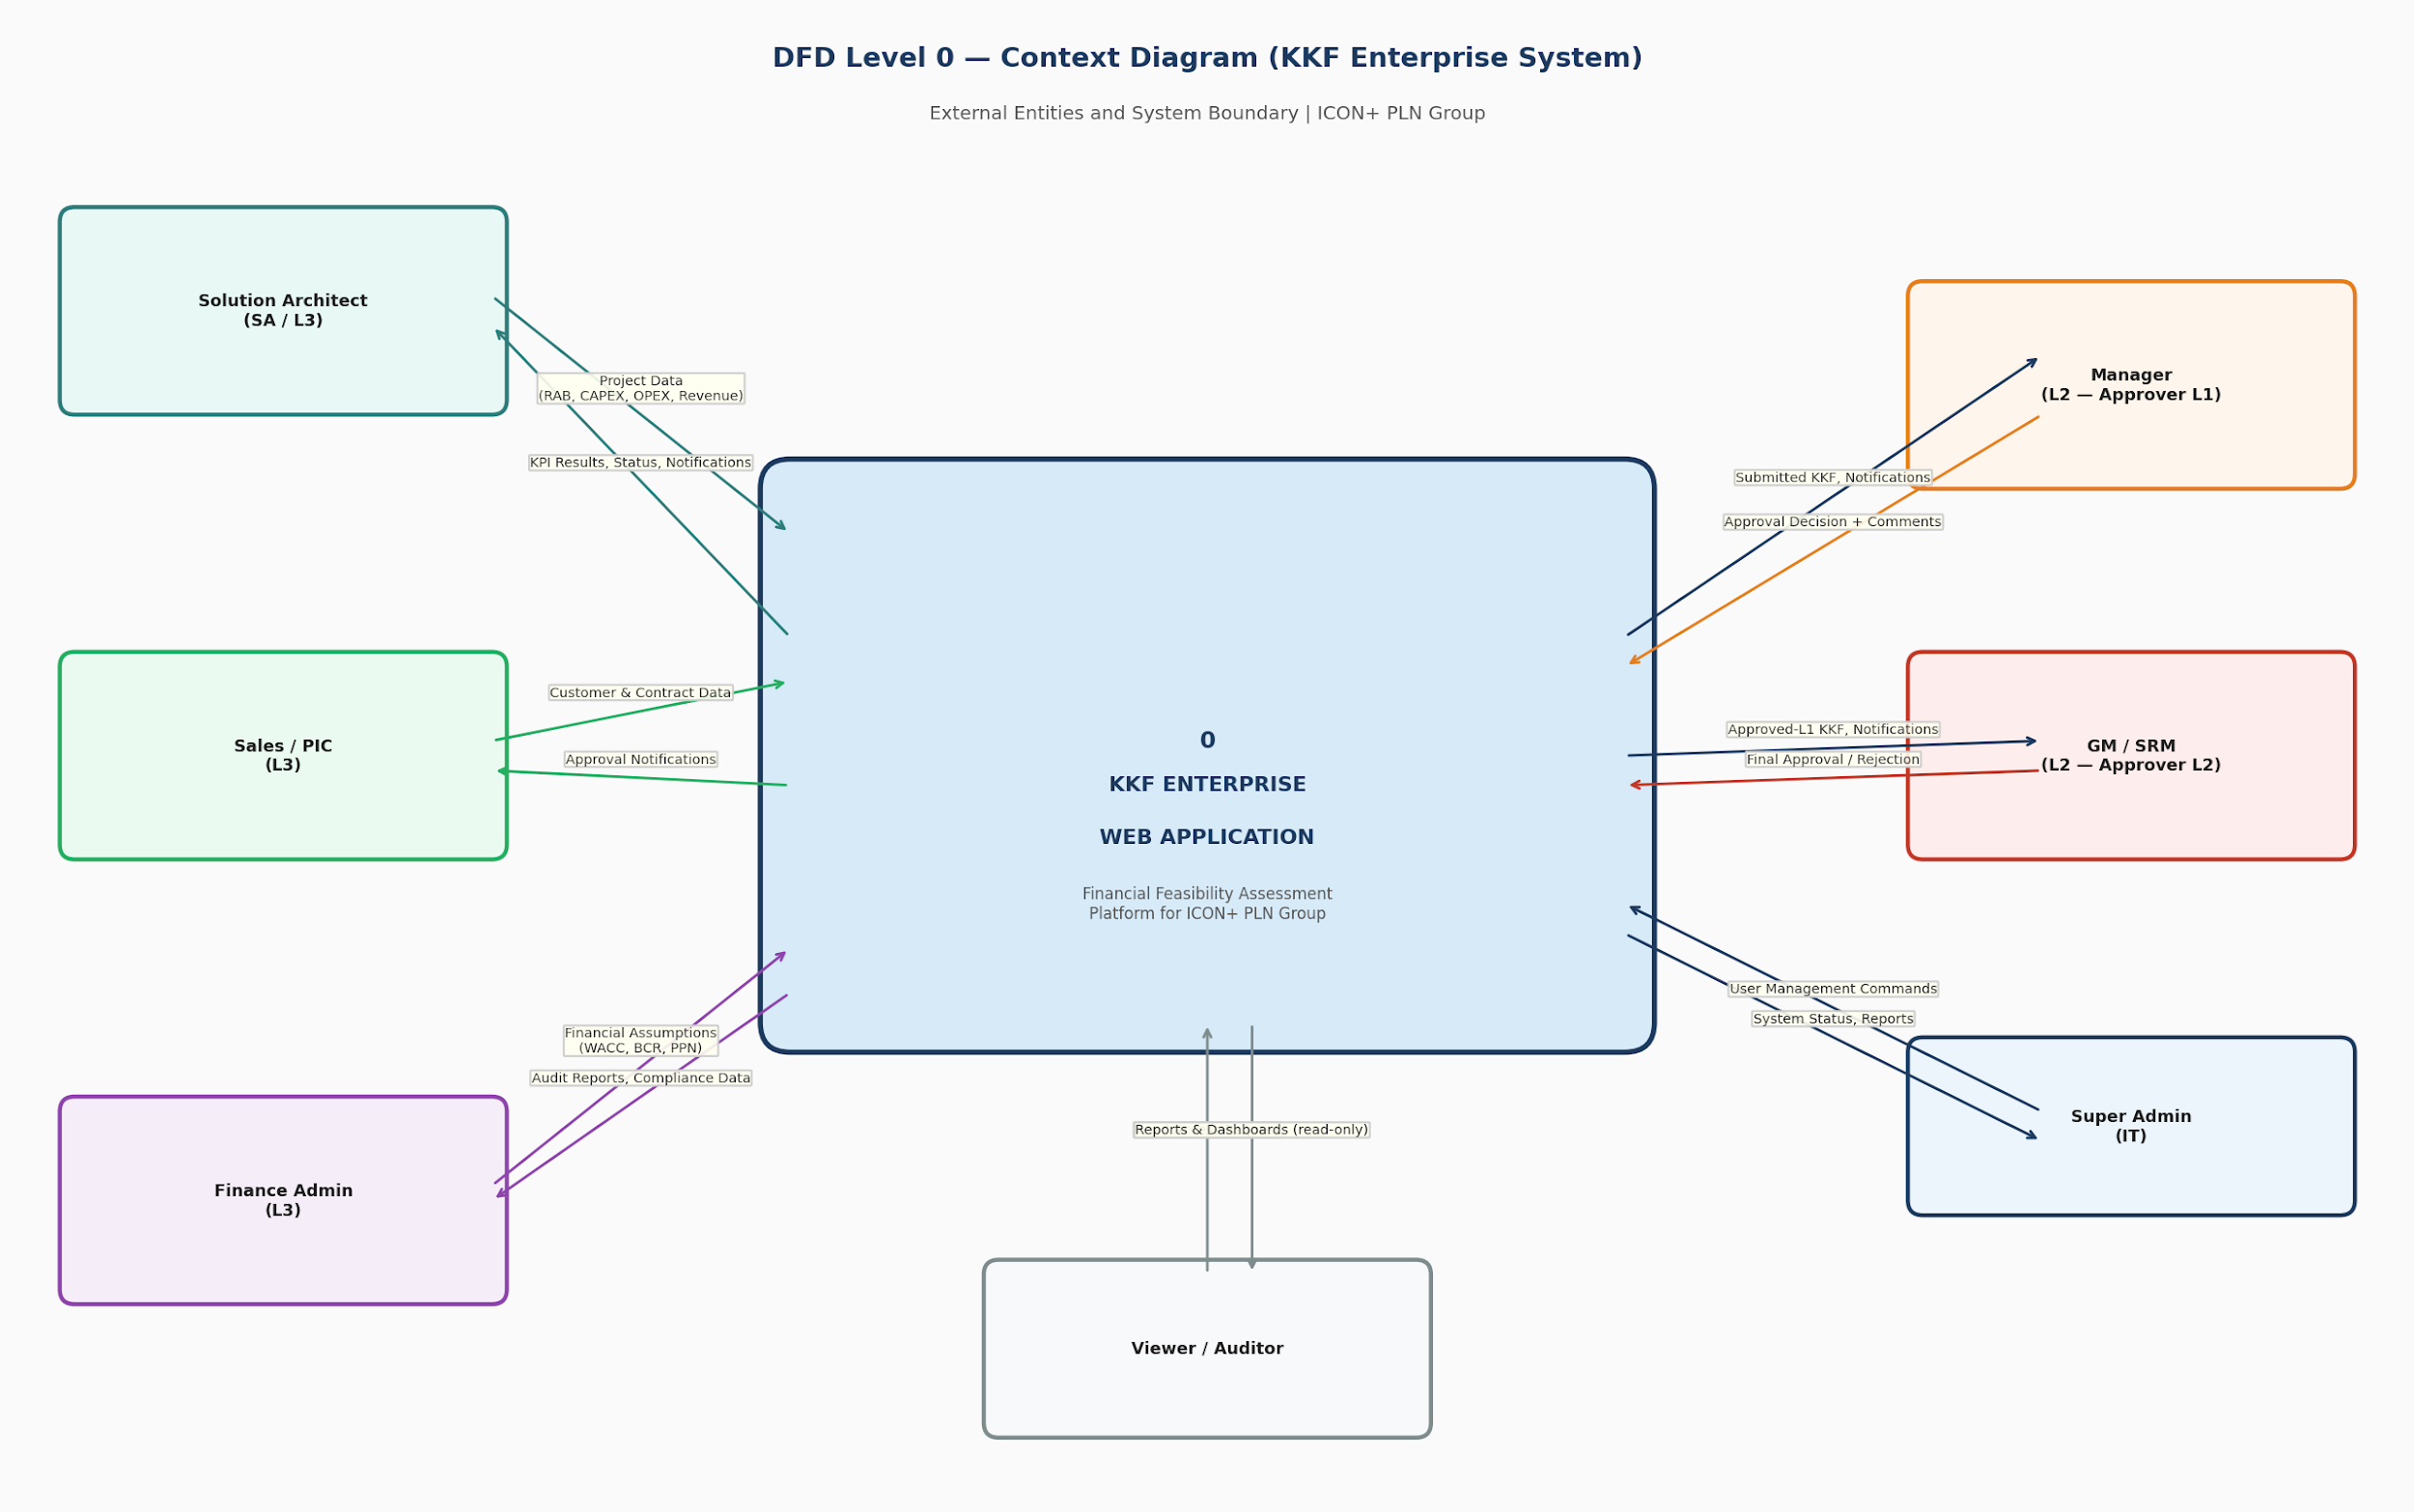 DFD Level 0 — Context Diagram (KKF Enterprise System)
External Entities and System Boundary | ICON+ PLN Group
Solution Architect
(SA / L3)
Project Data
(RAB, CAPEX, OPEX, Revenue)
KPI Results, Status, Notifications
Manager
(L2 — Approver L1)
Submitted KKF, Notifications
Approval Decision + Comments
Sales / PIC
(L3)
Customer & Contract Data
Approval Notifications
0
KKF ENTERPRISE
WEB APPLICATION
Financial Feasibility Assessment
Platform for ICON+ PLN Group
Approved-L1 KKF, Notifications
Final Approval / Rejection
GM / SRM
(L2 — Approver L2)
Financial Assumptions
(WACC, BCR, PPN)
Audit Reports, Compliance Data
Finance Admin
(L3)
User Management Commands
System Status, Reports
Super Admin
(IT)
Reports & Dashboards (read-only)
Viewer / Auditor